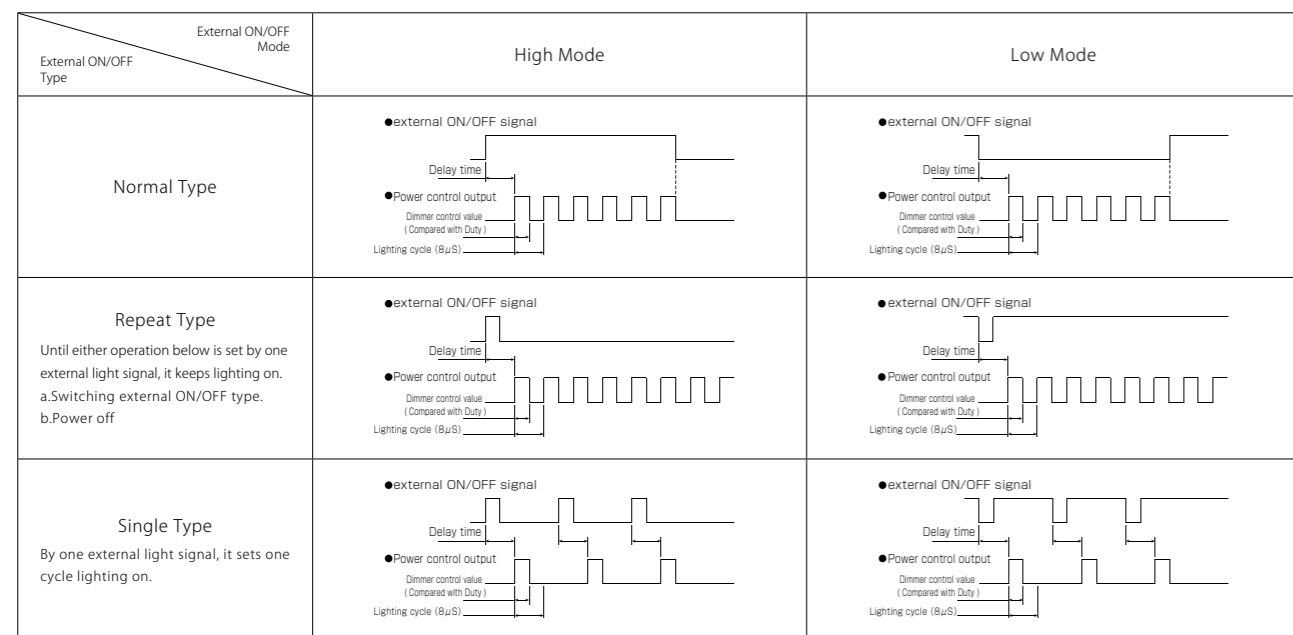 External ON/OFF
Mode
External ON/OFF
Type
High Mode
Low Mode
Normal Type
●external ON/OFF signal
Delay time
●Power control output
Dimmer control value
( Compared with Duty )
Lighting cycle (8μS)
●external ON/OFF signal
Delay time
●Power control output
Dimmer control value
( Compared with Duty )
Lighting cycle (8μS)
Repeat Type
Until either operation below is set by one
external light signal, it keeps lighting on.
a.Switching external ON/OFF type.
b.Power off
●external ON/OFF signal
Delay time
●Power control output
Dimmer control value
( Compared with Duty )
Lighting cycle (8μS)
●external ON/OFF signal
Delay time
●Power control output
Dimmer control value
( Compared with Duty )
Lighting cycle (8μS)
Single Type
By one external light signal, it sets one
cycle lighting on.
●external ON/OFF signal
Delay time
●Power control output
Dimmer control value
( Compared with Duty )
Lighting cycle (8μS)
●external ON/OFF signal
Delay time
●Power control output
Dimmer control value
( Compared with Duty )
Lighting cycle (8μS)